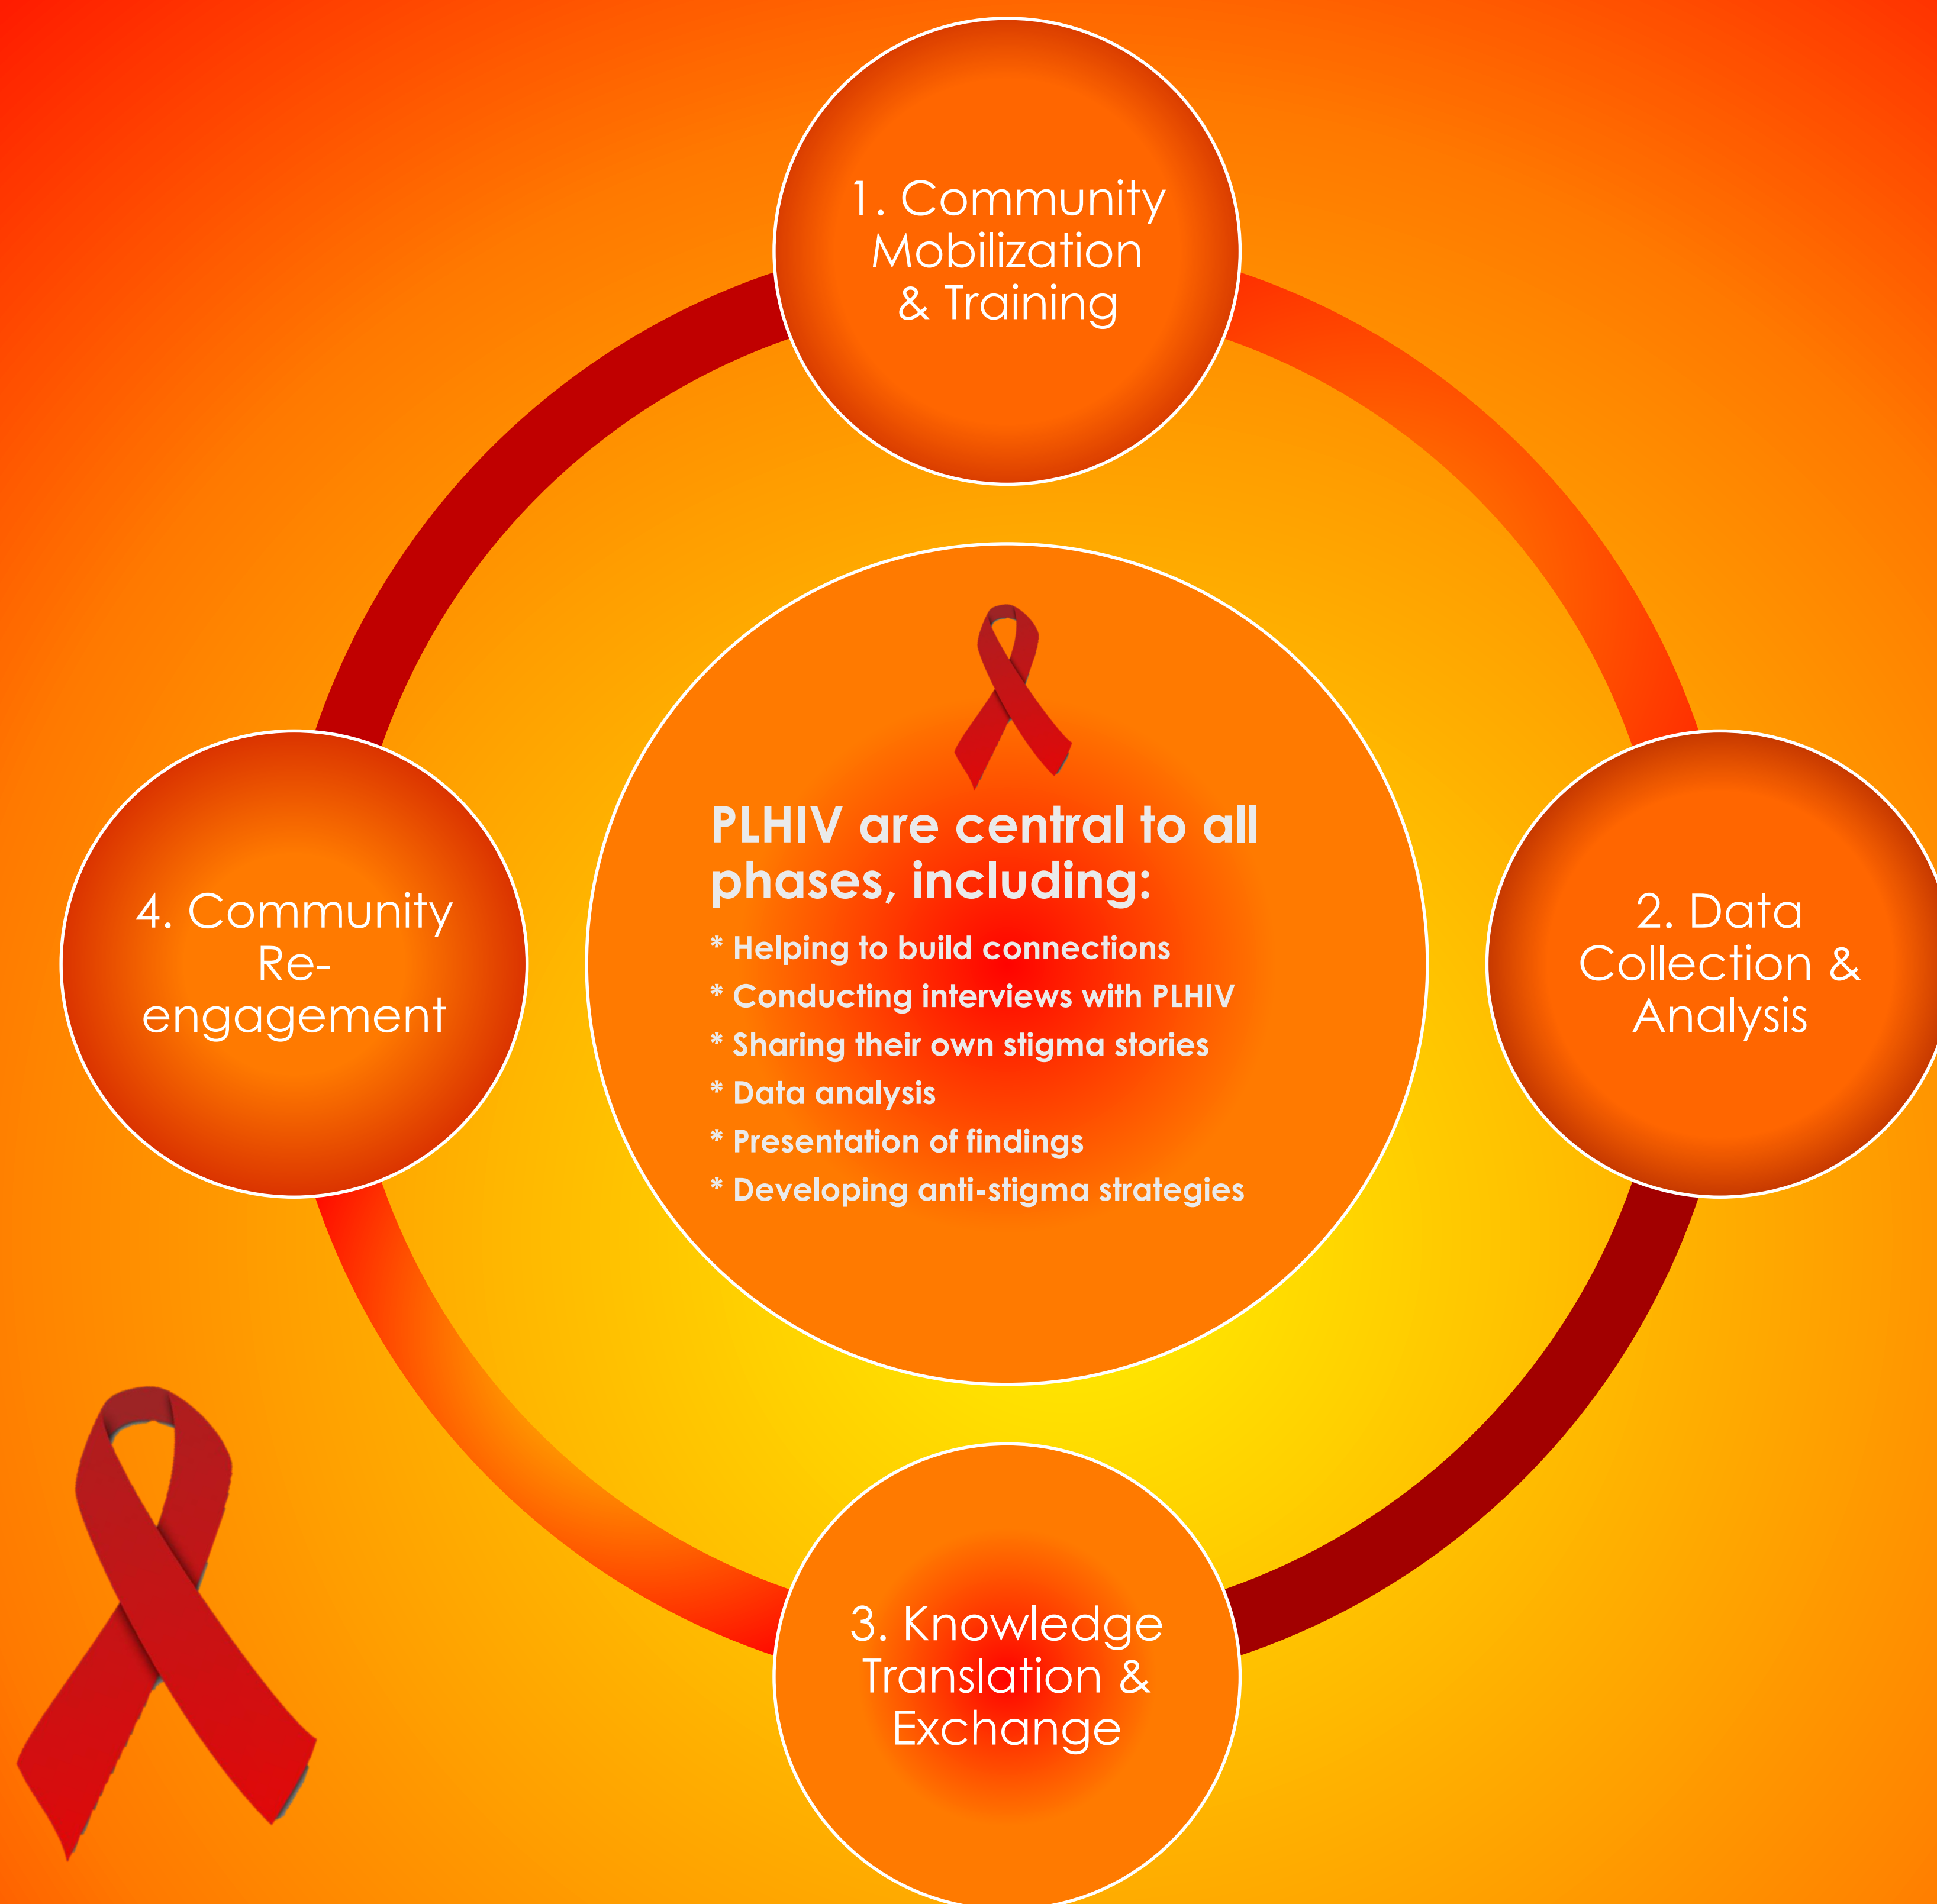 1. Community
Mobilization
& Training
PLHIV are central to all
phases, including:
* Helping to build connections
* Conducting interviews with PLHIV
* Sharing their own stigma stories
* Data analysis
* Presentation of findings
* Developing anti-stigma strategies
2. Data
Collection &
Analysis
3. Knowledge
Translation &
Exchange
4. Community
Re-
engagement